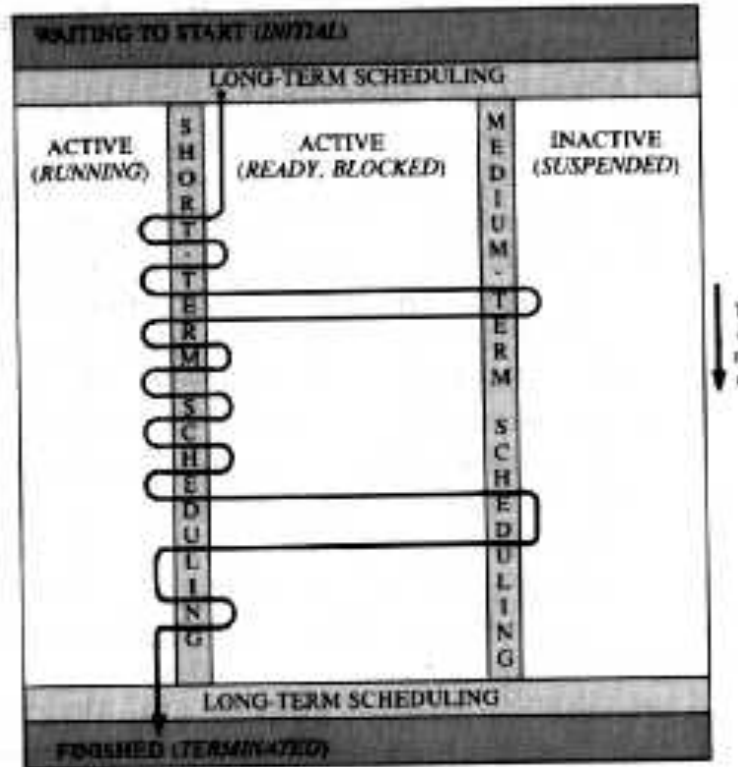 WAITING TO START (INITIAL)
LONG-TERM SCHEDULING
ACTIVE
(RUNNING)
SHORT-TERM SCHEDULING
ACTIVE
(READY, BLOCKED)
MEDIUM-TERM SCHEDULING
INACTIVE
(SUSPENDED)
LONG-TERM SCHEDULING
FINISHED (TERMINATED)